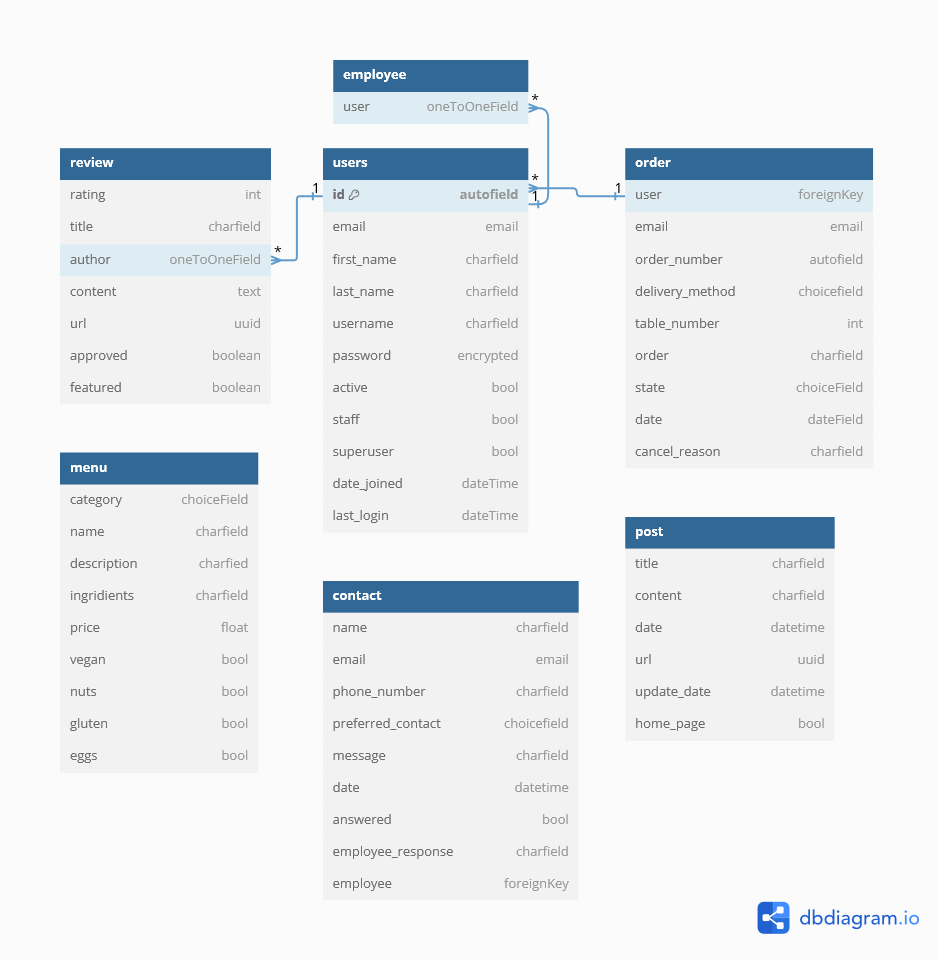 employee
user oneToOneField
*
review
rating int
title charfield
author oneToOneField
content text
url uuid
approved boolean
featured boolean
1
*
users
id autofield
email email
first_name charfield
last_name charfield
username charfield
password encrypted
active bool
staff bool
superuser bool
date_joined dateTime
last_login dateTime
*
1
1
order
user foreignKey
email email
order_number autofield
delivery_method choicefield
table_number int
order charfield
state choiceField
date dateField
cancel_reason charfield
menu
category choiceField
name charfield
description charfied
ingridients charfield
price float
vegan bool
nuts bool
gluten bool
eggs bool
contact
name charfield
email email
phone_number charfield
preferred_contact choicefield
message charfield
date datetime
answered bool
employee_response charfield
employee foreignKey
post
title charfield
content charfield
date datetime
url uuid
update_date datetime
home_page bool
dbdiagram.io